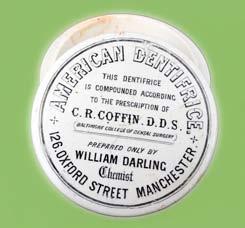 AMERICAN DENTIFRICE.
THIS DENTIFRICE
IS COMPOUNDED ACCORDING
TO THE PRESCRIPTION OF
C. R. COFFIN. D.D.S.
BALTIMORE COLLEGE OF DENTAL SURGERY
PREPARED ONLY BY
WILLIAM DARLING
Chemist
126, OXFORD STREET MANCHESTER.